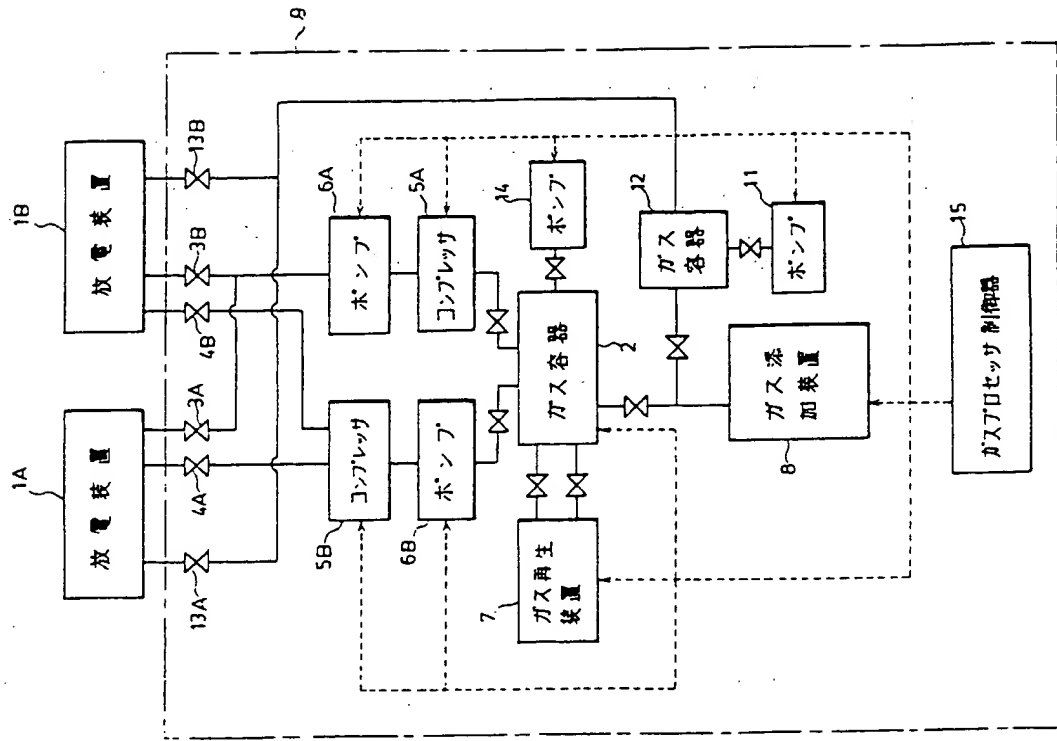 1A
放電装置
1B
放電装置
13A
4A
3A
4B
3B
13B
9
5B
コンプレッサ
6B
ポンプ
6A
ポンプ
5A
コンプレッサ
14
ポンプ
7
ガス再生
装置
ガス容器
2
12
ガス
容器
11
ポンプ
ガス添
加装置
8
15
ガスプロセッサ制御器